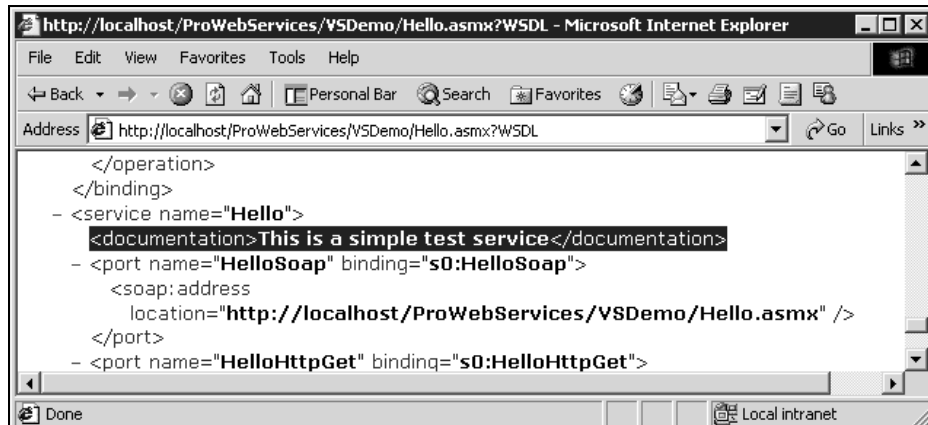 http://localhost/ProWebServices/VSDemo/Hello.asmx?WSDL - Microsoft Internet Explorer
File Edit View Favorites Tools Help
Back Personal Bar Search Favorites
Address http://localhost/ProWebServices/VSDemo/Hello.asmx?WSDL Go Links »
</operation>
</binding>
– <service name="Hello">
<documentation>This is a simple test service</documentation>
– <port name="HelloSoap" binding="s0:HelloSoap">
<soap:address
location="http://localhost/ProWebServices/VSDemo/Hello.asmx" />
</port>
– <port name="HelloHttpGet" binding="s0:HelloHttpGet">
Done Local intranet